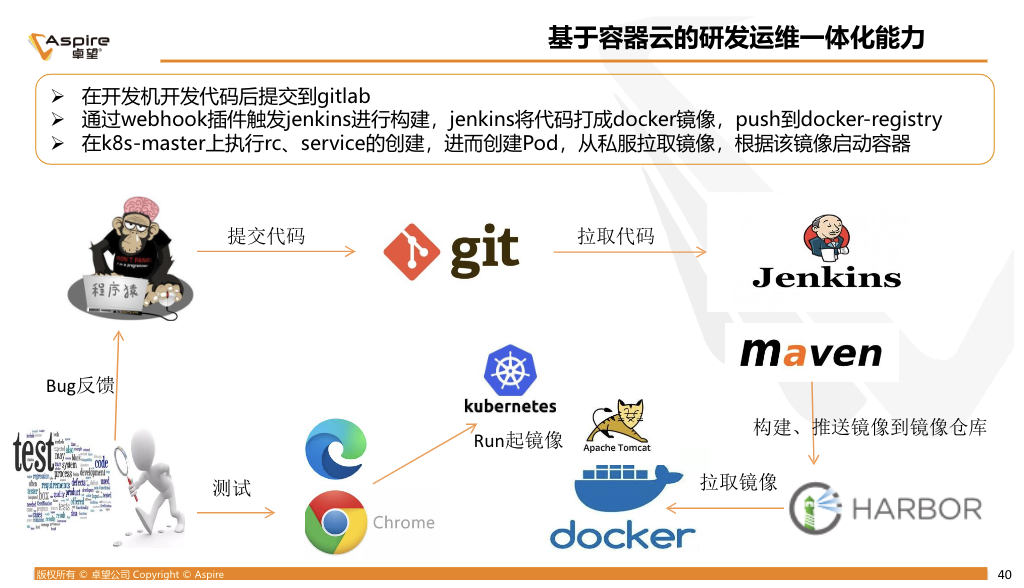 Aspire
卓望
基于容器云的研发运维一体化能力
➢ 在开发机开发代码后提交到gitlab
➢ 通过webhook插件触发jenkins进行构建，jenkins将代码打成docker镜像，push到docker-registry
➢ 在k8s-master上执行rc、service的创建，进而创建Pod，从私服拉取镜像，根据该镜像启动容器
提交代码
git
拉取代码
Jenkins
DON'T PANIC
程序猿
maven
Bug反馈
kubernetes
Run起镜像
Apache Tomcat
构建、推送镜像到镜像仓库
test
code
requirements
product
测试
Chrome
拉取镜像
HARBOR
docker
版权所有 © 卓望公司 Copyright © Aspire
40